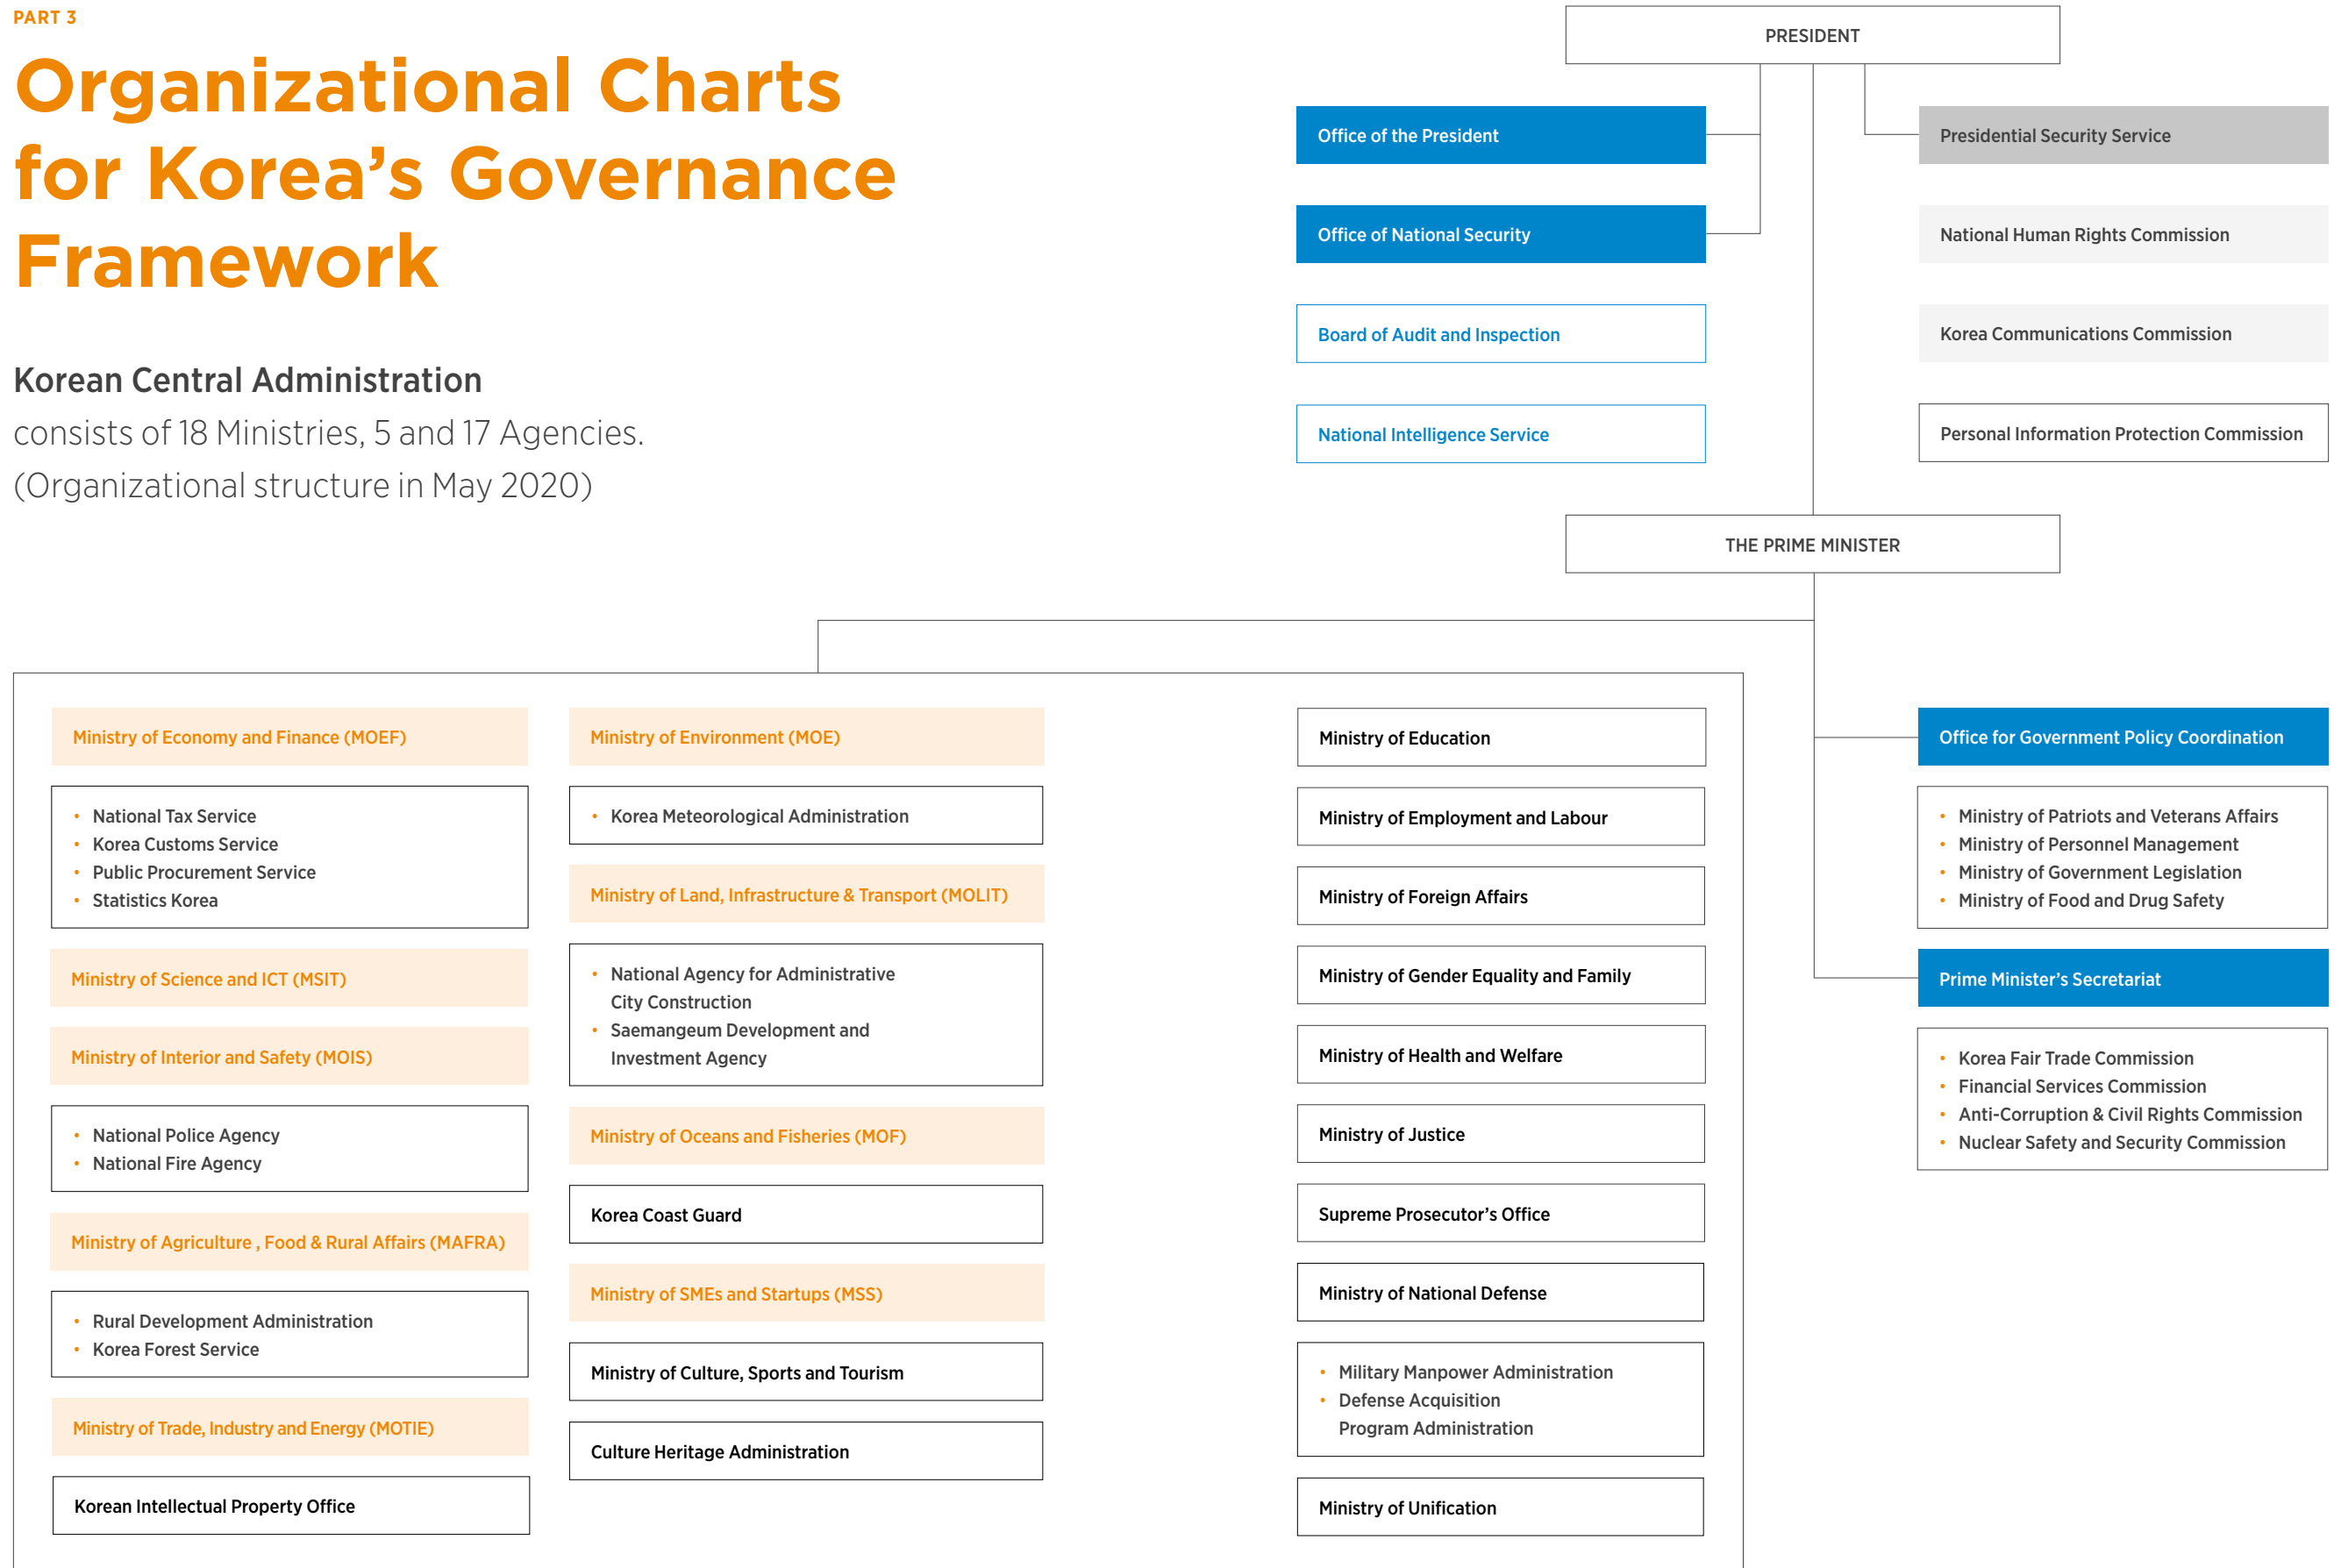 PART 3
Organizational Charts
for Korea’s Governance
Framework
Korean Central Administration
consists of 18 Ministries, 5 and 17 Agencies.
(Organizational structure in May 2020)
PRESIDENT
Office of the President
Presidential Security Service
Office of National Security
National Human Rights Commission
Board of Audit and Inspection
Korea Communications Commission
National Intelligence Service
Personal Information Protection Commission
THE PRIME MINISTER
Ministry of Economy and Finance (MOEF)
• National Tax Service
• Korea Customs Service
• Public Procurement Service
• Statistics Korea
Ministry of Science and ICT (MSIT)
Ministry of Interior and Safety (MOIS)
• National Police Agency
• National Fire Agency
Ministry of Agriculture , Food & Rural Affairs (MAFRA)
• Rural Development Administration
• Korea Forest Service
Ministry of Trade, Industry and Energy (MOTIE)
Korean Intellectual Property Office
Ministry of Environment (MOE)
• Korea Meteorological Administration
Ministry of Land, Infrastructure & Transport (MOLIT)
• National Agency for Administrative
City Construction
• Saemangeum Development and
Investment Agency
Ministry of Oceans and Fisheries (MOF)
Korea Coast Guard
Ministry of SMEs and Startups (MSS)
Ministry of Culture, Sports and Tourism
Culture Heritage Administration
Ministry of Education
Ministry of Employment and Labour
Ministry of Foreign Affairs
Ministry of Gender Equality and Family
Ministry of Health and Welfare
Ministry of Justice
Supreme Prosecutor’s Office
Ministry of National Defense
• Military Manpower Administration
• Defense Acquisition
Program Administration
Ministry of Unification
Office for Government Policy Coordination
• Ministry of Patriots and Veterans Affairs
• Ministry of Personnel Management
• Ministry of Government Legislation
• Ministry of Food and Drug Safety
Prime Minister’s Secretariat
• Korea Fair Trade Commission
• Financial Services Commission
• Anti-Corruption & Civil Rights Commission
• Nuclear Safety and Security Commission